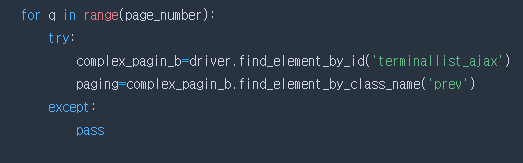 for q in range(page_number):
    try:
        complex_pagin_b=driver.find_element_by_id('terminallist_ajax')
        paging=complex_pagin_b.find_element_by_class_name('prev')
    except:
        pass